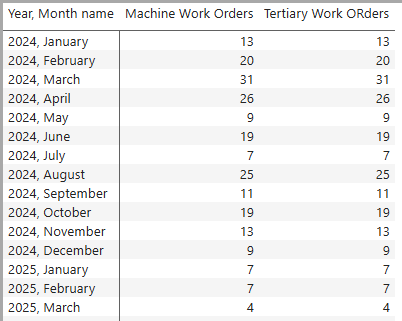 Year, Month name Machine Work Orders Tertiary Work ORders
2024, January 13 13
2024, February 20 20
2024, March 31 31
2024, April 26 26
2024, May 9 9
2024, June 19 19
2024, July 7 7
2024, August 25 25
2024, September 11 11
2024, October 19 19
2024, November 13 13
2024, December 9 9
2025, January 7 7
2025, February 7 7
2025, March 4 4